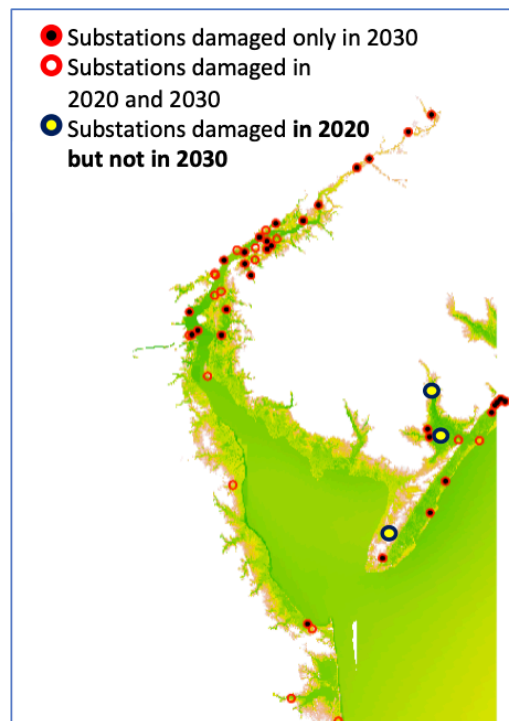 Substations damaged only in 2030
Substations damaged in
2020 and 2030
Substations damaged in 2020
but not in 2030